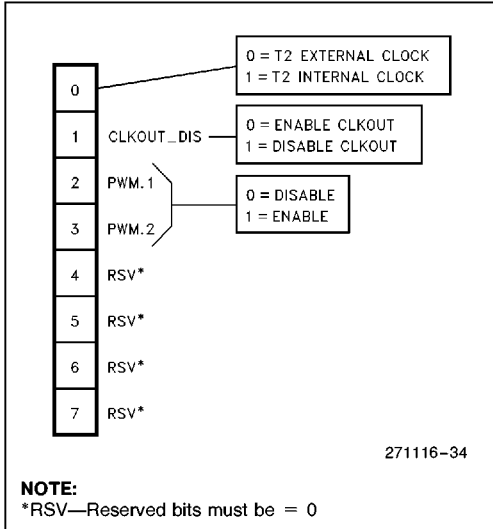 0 = T2 EXTERNAL CLOCK
1 = T2 INTERNAL CLOCK
0
1 CLKOUT_DIS
0 = ENABLE CLKOUT
1 = DISABLE CLKOUT
2 PWM.1
3 PWM.2
0 = DISABLE
1 = ENABLE
4 RSV*
5 RSV*
6 RSV*
7 RSV*
271116–34
NOTE:
*RSV—Reserved bits must be = 0